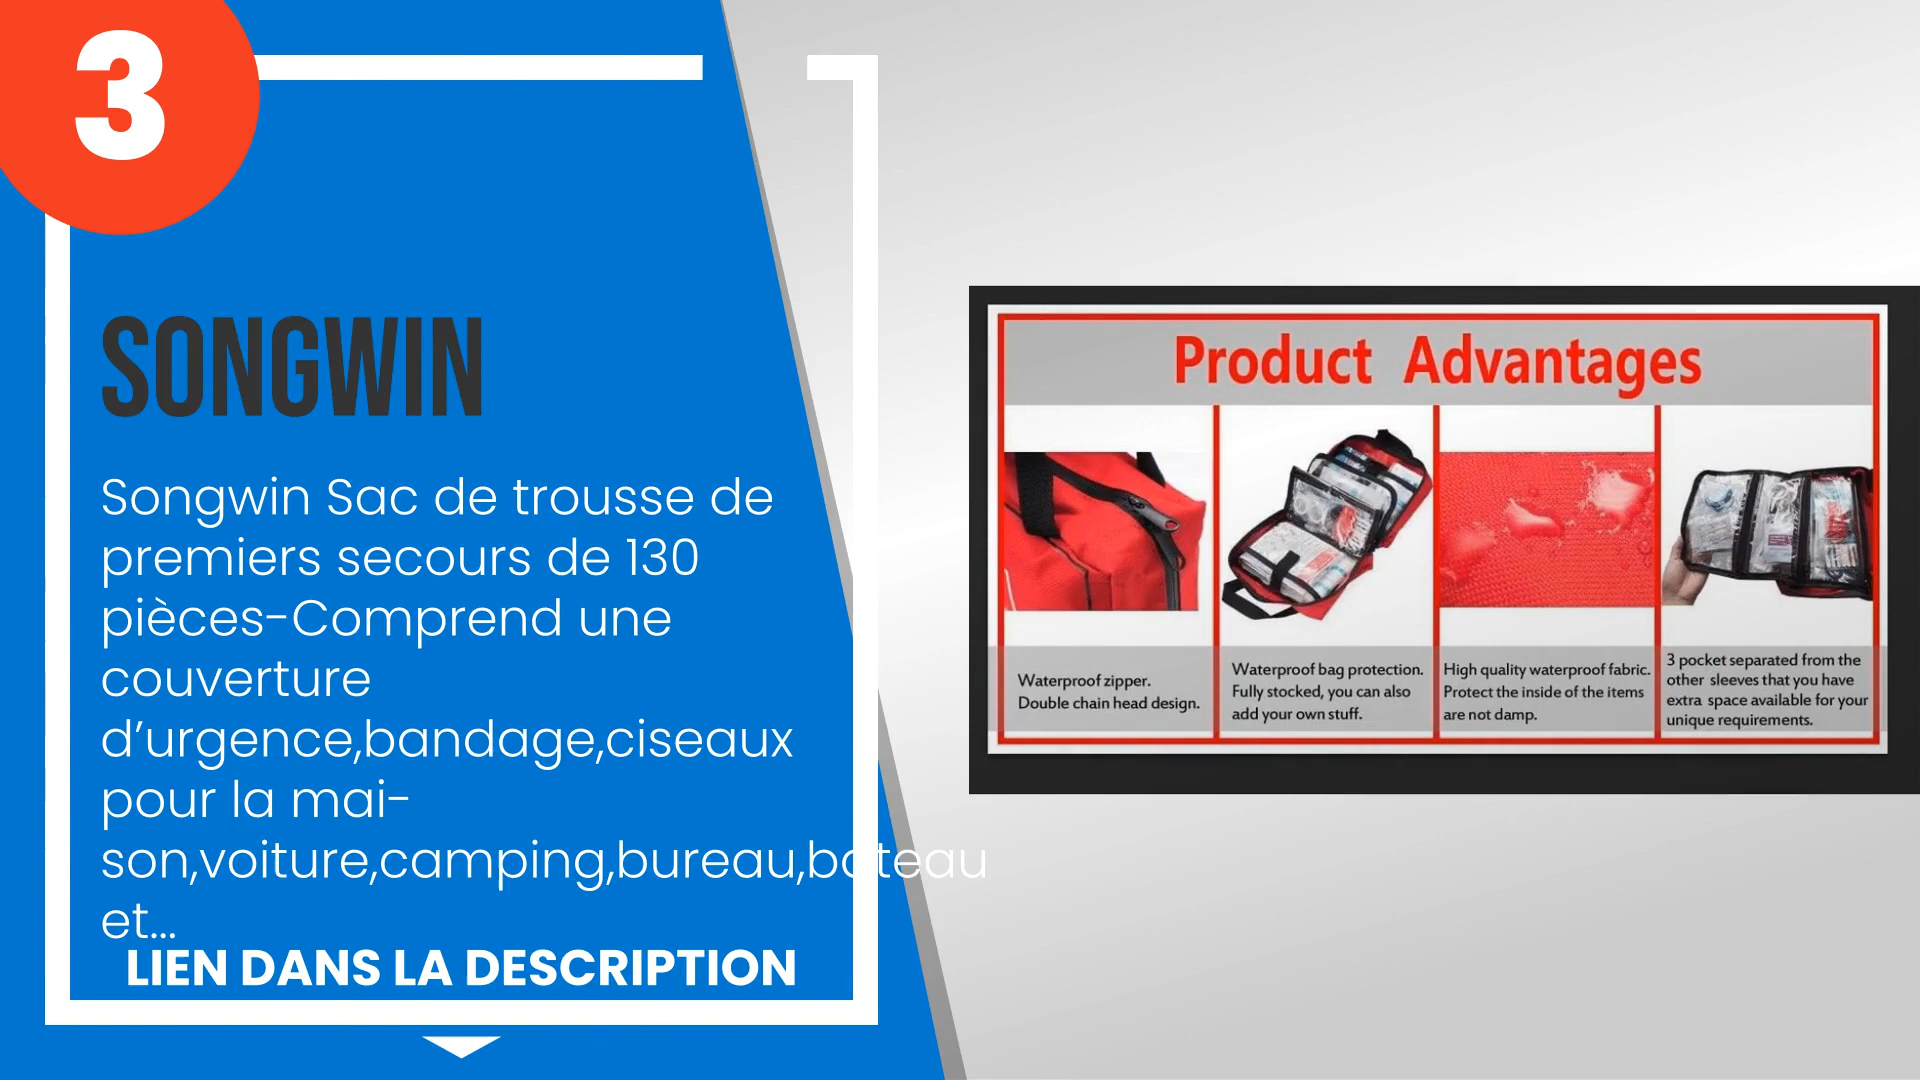 3
SONGWIN
Songwin Sac de trousse de
premiers secours de 130
pièces-Comprend une
couverture
d’urgence,bandage,ciseaux
pour la mai-
son,voiture,camping,bureau,bateau
et...
LIEN DANS LA DESCRIPTION
Product Advantages
Waterproof zipper.
Double chain head design.
Waterproof bag protection.
Fully stocked, you can also
add your own stuff.
High quality waterproof fabric.
Protect the inside of the items
are not damp.
3 pocket separated from the
other sleeves that you have
extra space available for your
unique requirements.